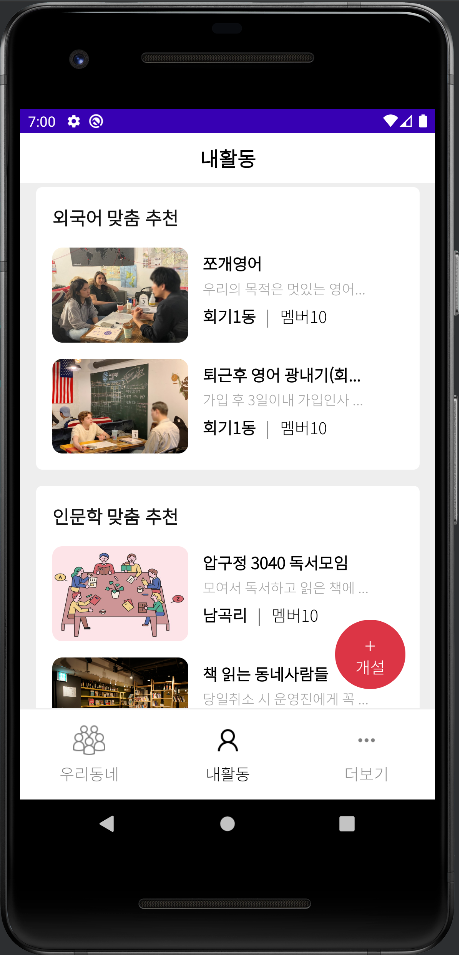 7:00
내활동
외국어 맞춤 추천
쪼개영어
우리의 목적은 멋있는 영어...
회기1동 | 멤버10
퇴근후 영어 광내기(회...
가입 후 3일이내 가입인사 ...
회기1동 | 멤버10
인문학 맞춤 추천
압구정 3040 독서모임
모여서 독서하고 읽은 책에 ...
남곡리 | 멤버10
책 읽는 동네사람들
당일취소 시 운영진에게 꼭 ...
+
개설
우리동네
내활동
더보기